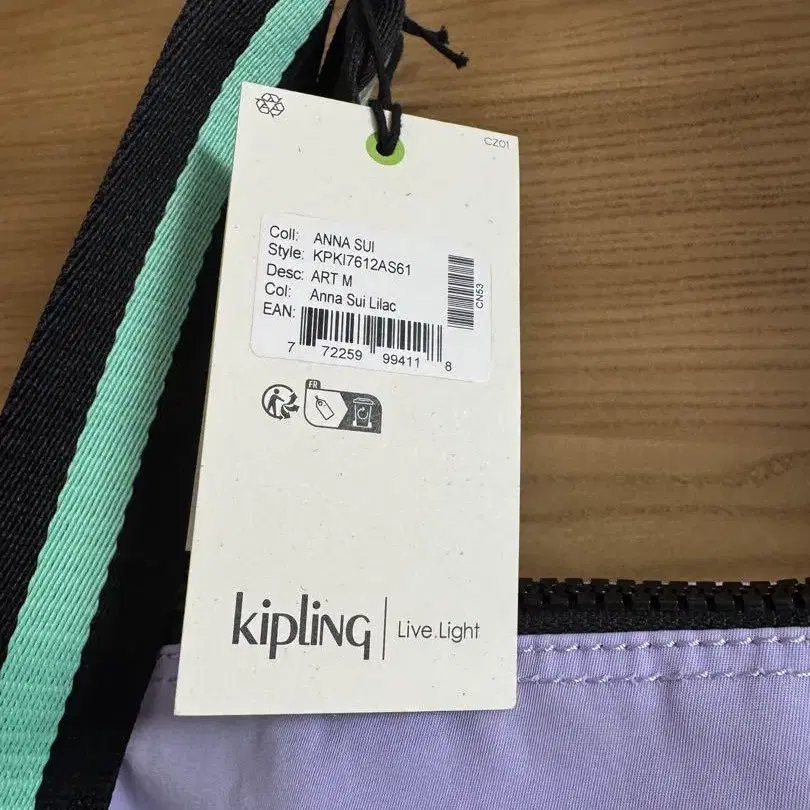 CZ01
Coll: ANNA SUI
Style: KPKI7612AS61
Desc: ART M
Col: Anna Sui Lilac
EAN:
7 72259 99411 8
CN53
FR
kipling | Live.Light